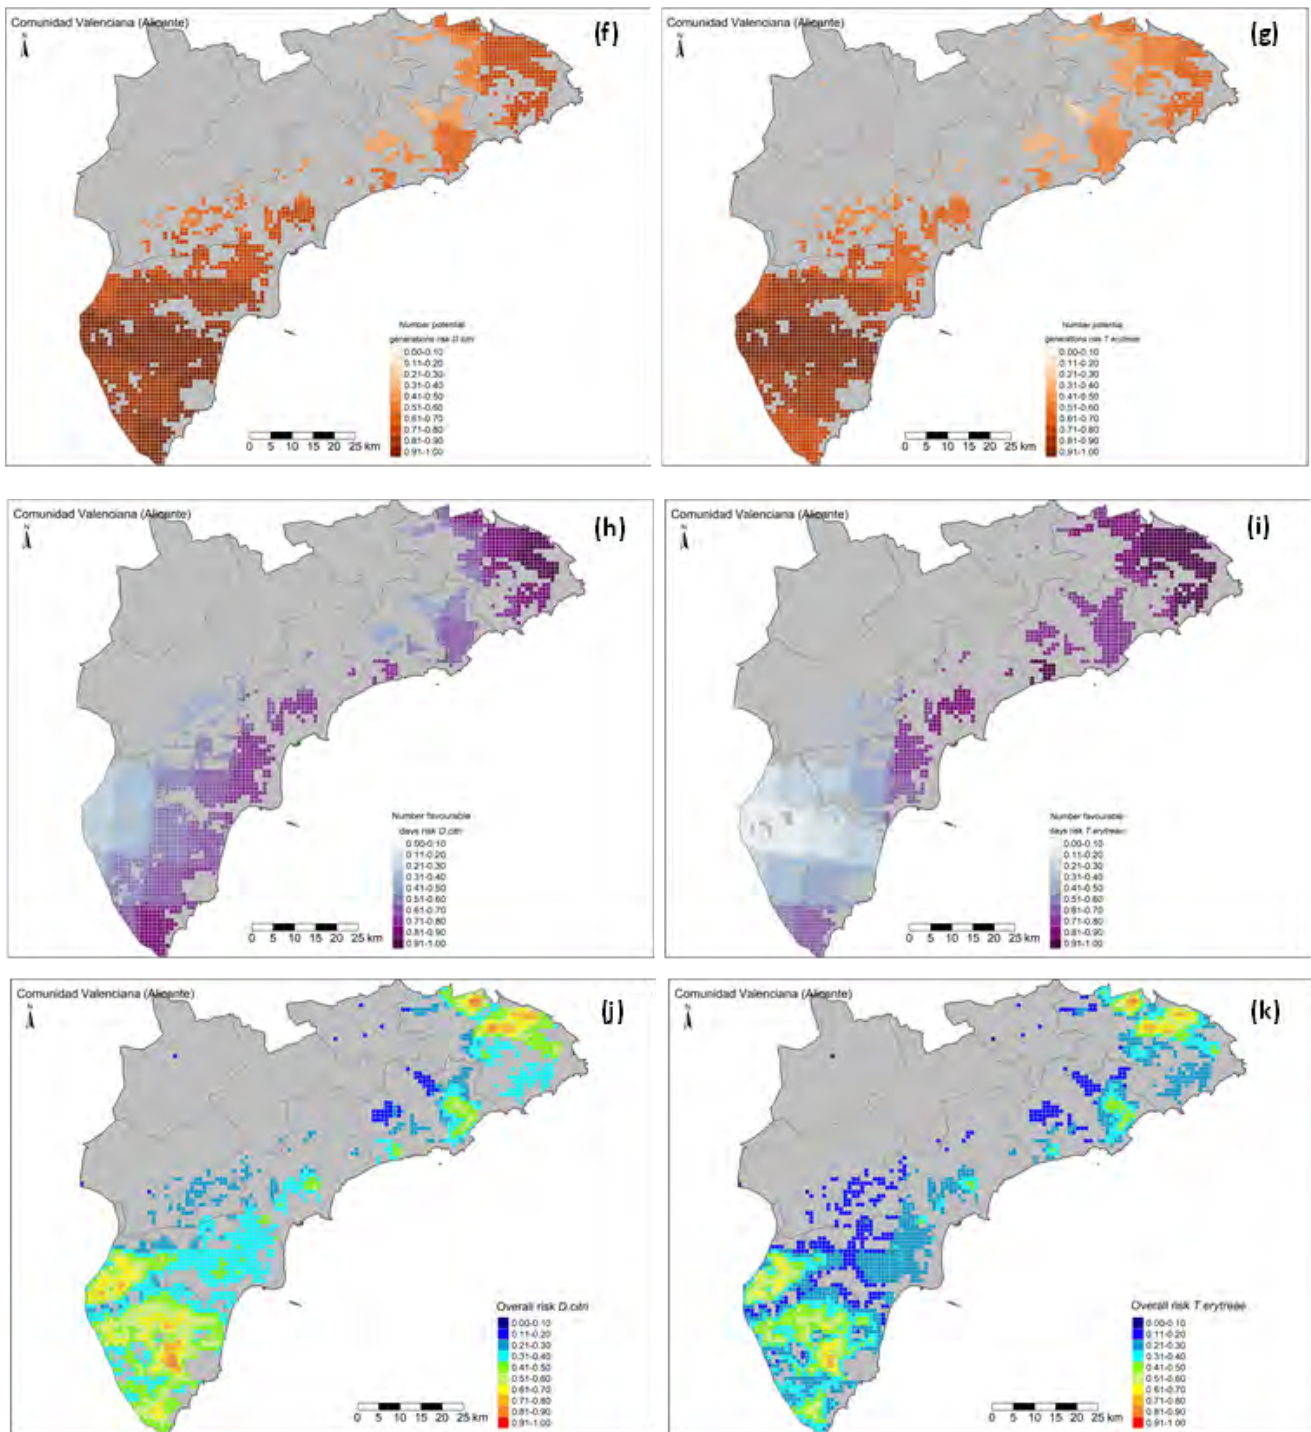 Comunidad Valenciana (Alicante)
N
(f)
Number potential
generations risk D.citri
0.00-0.10
0.11-0.20
0.21-0.30
0.31-0.40
0.41-0.50
0.51-0.60
0.61-0.70
0.71-0.80
0.81-0.90
0.91-1.00
0 5 10 15 20 25 km
Comunidad Valenciana (Alicante)
N
(g)
Number potential
generations risk T.erytreae
0.00-0.10
0.11-0.20
0.21-0.30
0.31-0.40
0.41-0.50
0.51-0.60
0.61-0.70
0.71-0.80
0.81-0.90
0.91-1.00
0 5 10 15 20 25 km
Comunidad Valenciana (Alicante)
N
(h)
Number favourable
days risk D.citri
0.00-0.10
0.11-0.20
0.21-0.30
0.31-0.40
0.41-0.50
0.51-0.60
0.61-0.70
0.71-0.80
0.81-0.90
0.91-1.00
0 5 10 15 20 25 km
Comunidad Valenciana (Alicante)
N
(i)
Number favourable
days risk T.erytreae
0.00-0.10
0.11-0.20
0.21-0.30
0.31-0.40
0.41-0.50
0.51-0.60
0.61-0.70
0.71-0.80
0.81-0.90
0.91-1.00
0 5 10 15 20 25 km
Comunidad Valenciana (Alicante)
N
(j)
Overall risk D.citri
0.00-0.10
0.11-0.20
0.21-0.30
0.31-0.40
0.41-0.50
0.51-0.60
0.61-0.70
0.71-0.80
0.81-0.90
0.91-1.00
0 5 10 15 20 25 km
Comunidad Valenciana (Alicante)
N
(k)
Overall risk T.erytreae
0.00-0.10
0.11-0.20
0.21-0.30
0.31-0.40
0.41-0.50
0.51-0.60
0.61-0.70
0.71-0.80
0.81-0.90
0.91-1.00
0 5 10 15 20 25 km